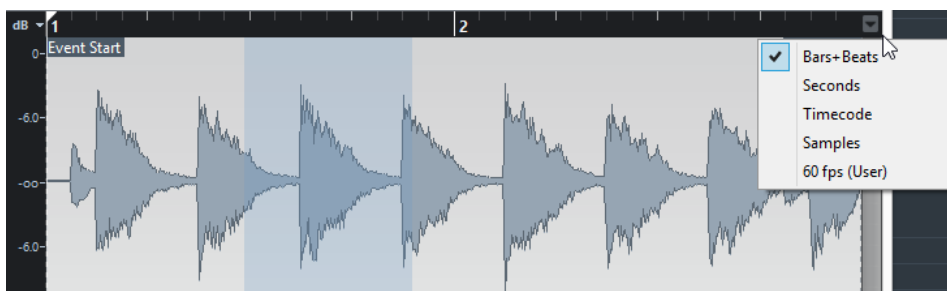 dB 1 2
Event Start
0-
-6.0-
-oo-
-6.0-
Bars+Beats
Seconds
Timecode
Samples
60 fps (User)